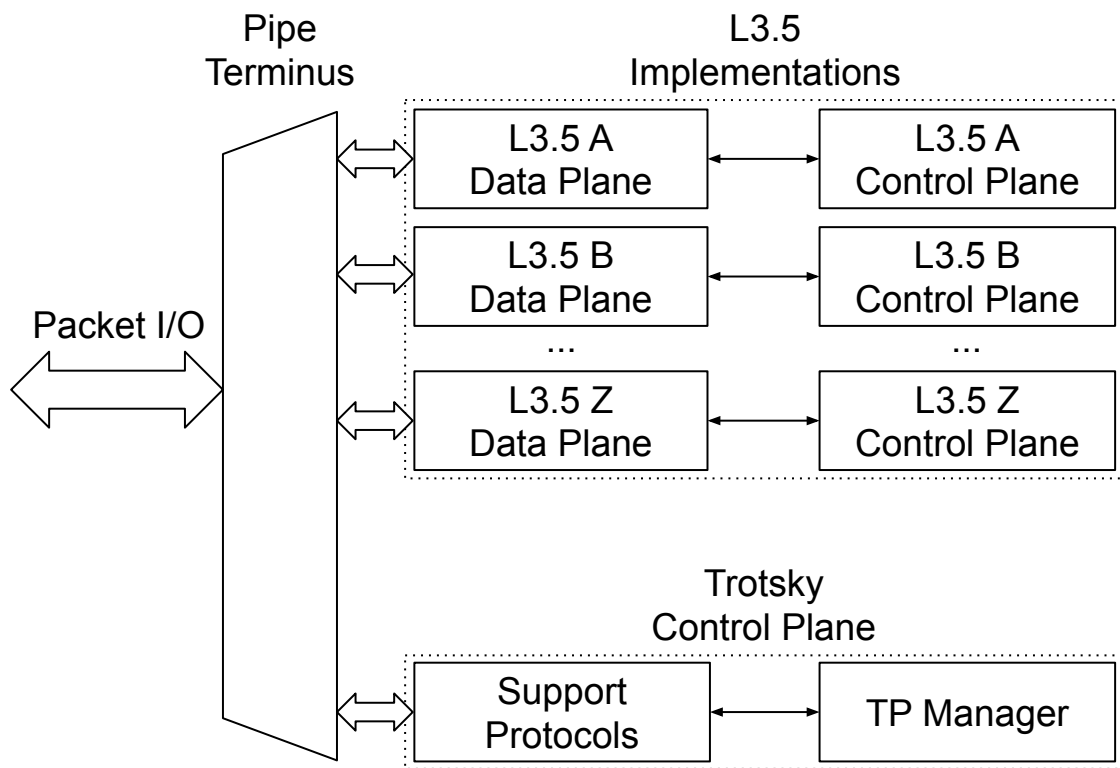 Pipe
Terminus
L3.5
Implementations
L3.5 A
Data Plane
L3.5 A
Control Plane
L3.5 B
Data Plane
L3.5 B
Control Plane
Packet I/O
...
...
L3.5 Z
Data Plane
L3.5 Z
Control Plane
Trotsky
Control Plane
Support
Protocols
TP Manager